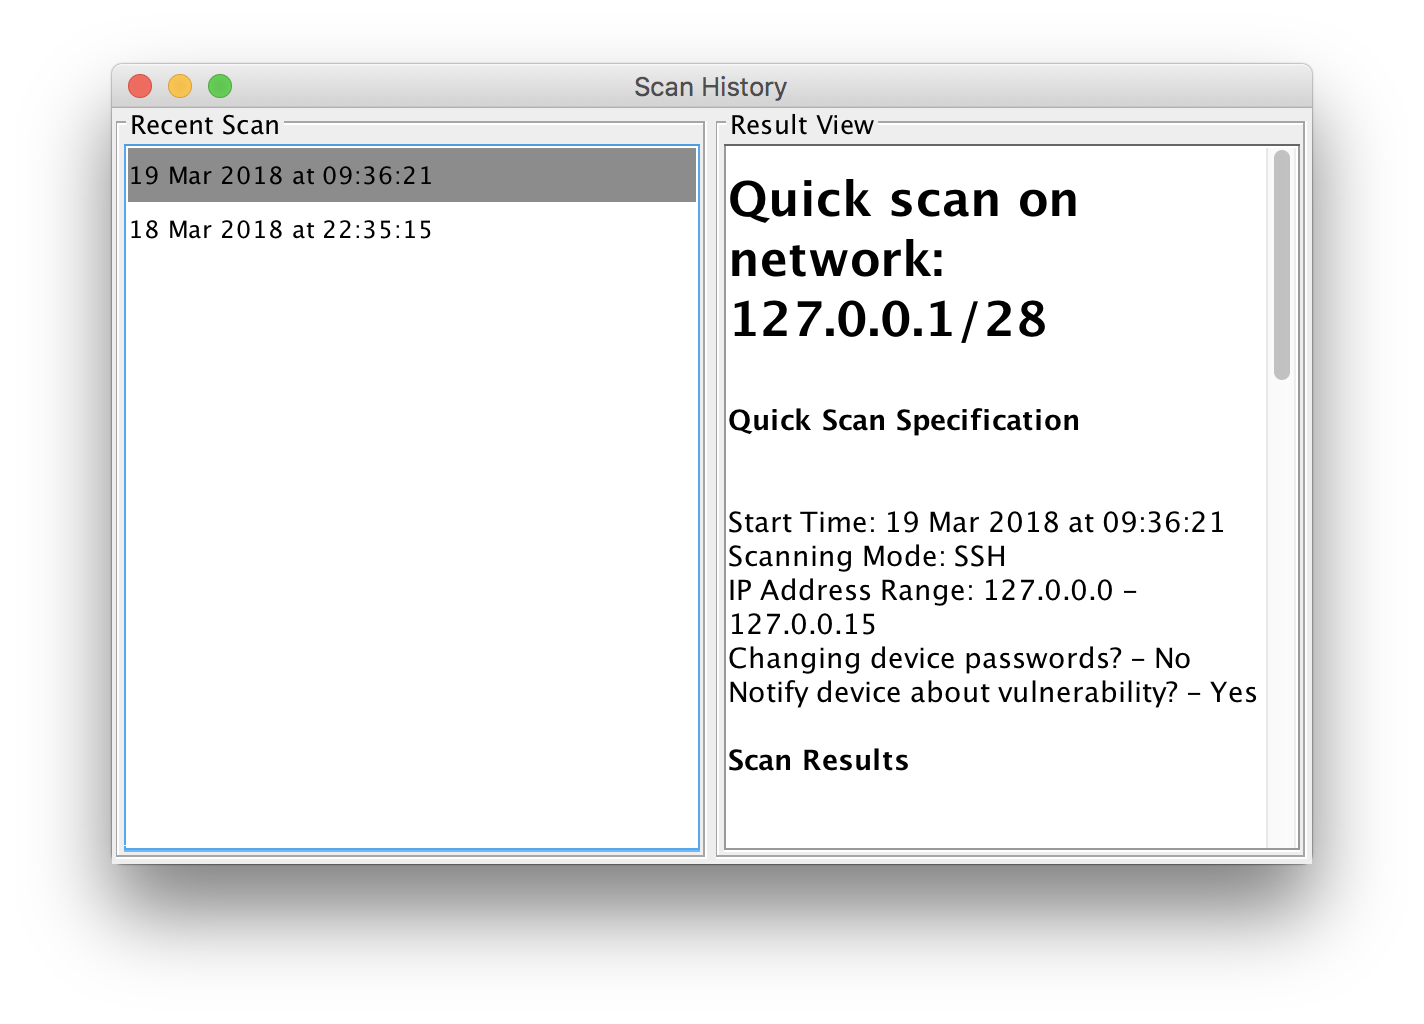 Scan History
Recent Scan
19 Mar 2018 at 09:36:21
18 Mar 2018 at 22:35:15
Result View
Quick scan on
network:
127.0.0.1/28
Quick Scan Specification
Start Time: 19 Mar 2018 at 09:36:21
Scanning Mode: SSH
IP Address Range: 127.0.0.0 –
127.0.0.15
Changing device passwords? – No
Notify device about vulnerability? – Yes
Scan Results